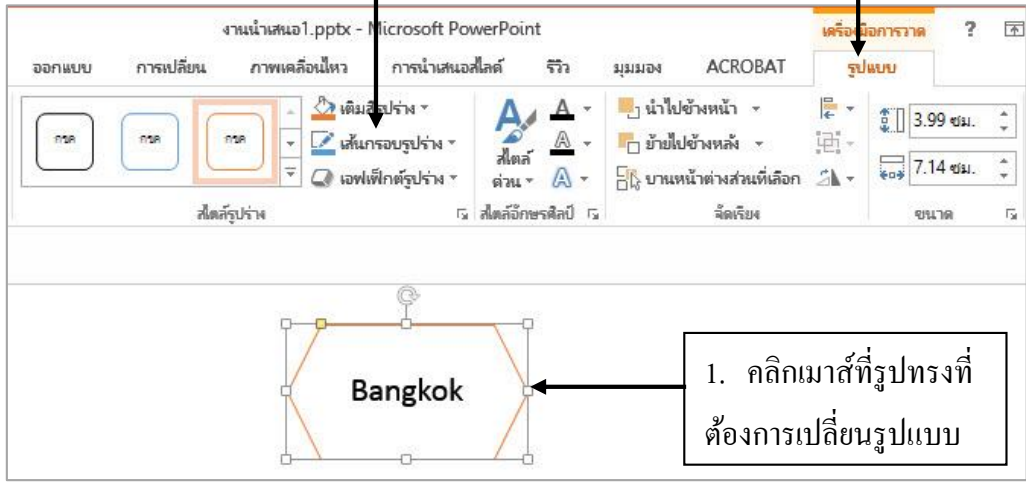 งานนำเสนอ1.pptx - Microsoft PowerPoint
เครื่องมือการวาด ?
ออกแบบ การเปลี่ยน ภาพเคลื่อนไหว การนำเสนอสไลด์ รีวิว มุมมอง ACROBAT รูปแบบ
กขค กขค กขค
เติมสีรูปร่าง
เส้นกรอบรูปร่าง
เอฟเฟ็กต์รูปร่าง
สไตล์รูปร่าง
A A
A
สไตล์
ด่วน A
สไตล์อักษรศิลป์
นำไปข้างหน้า
ย้ายไปข้างหลัง
บานหน้าต่างส่วนที่เลือก
จัดเรียง
3.99 ซม.
7.14 ซม.
ขนาด
Bangkok
1. คลิกเมาส์ที่รูปทรงที่
ต้องการเปลี่ยนรูปแบบ